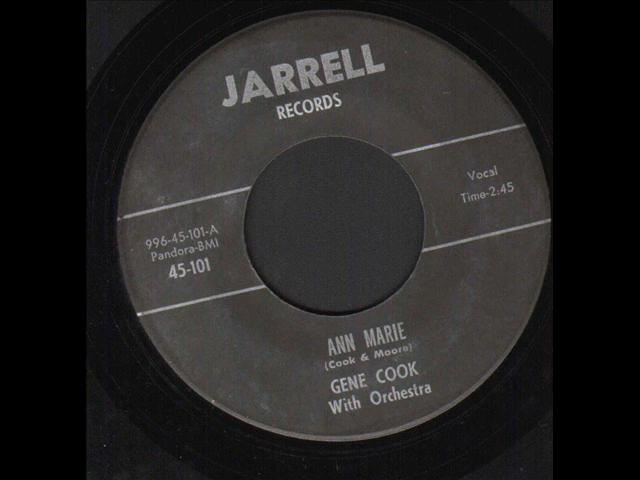 JARRELL
RECORDS
Vocal
Time-2:45
996-45-101-A
Pandora-BMI
45-101
ANN MARIE
(Cook & Moore)
GENE COOK
With Orchestra